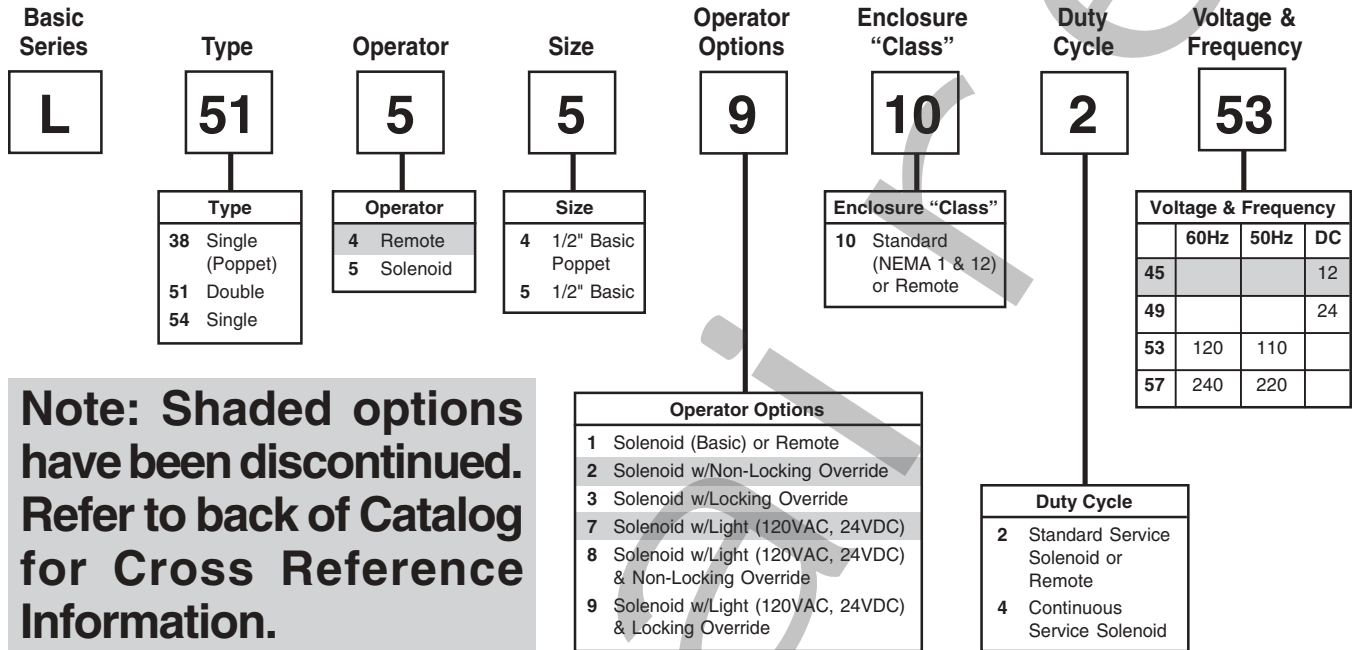 Basic Series
Type
Operator
Size
Operator Options
Enclosure “Class”
Duty Cycle
Voltage & Frequency
L
51
5
5
9
10
2
53
Type
38 Single
(Poppet)
51 Double
54 Single
Operator
4 Remote
5 Solenoid
Size
4 1/2" Basic
Poppet
5 1/2" Basic
Enclosure “Class”
10 Standard
(NEMA 1 & 12)
or Remote
Voltage & Frequency
60Hz 50Hz DC
45 12
49 24
53 120 110
57 240 220
Note: Shaded options
have been discontinued.
Refer to back of Catalog
for Cross Reference
Information.
Operator Options
1 Solenoid (Basic) or Remote
2 Solenoid w/Non-Locking Override
3 Solenoid w/Locking Override
7 Solenoid w/Light (120VAC, 24VDC)
8 Solenoid w/Light (120VAC, 24VDC)
& Non-Locking Override
9 Solenoid w/Light (120VAC, 24VDC)
& Locking Override
Duty Cycle
2 Standard Service
Solenoid or
Remote
4 Continuous
Service Solenoid